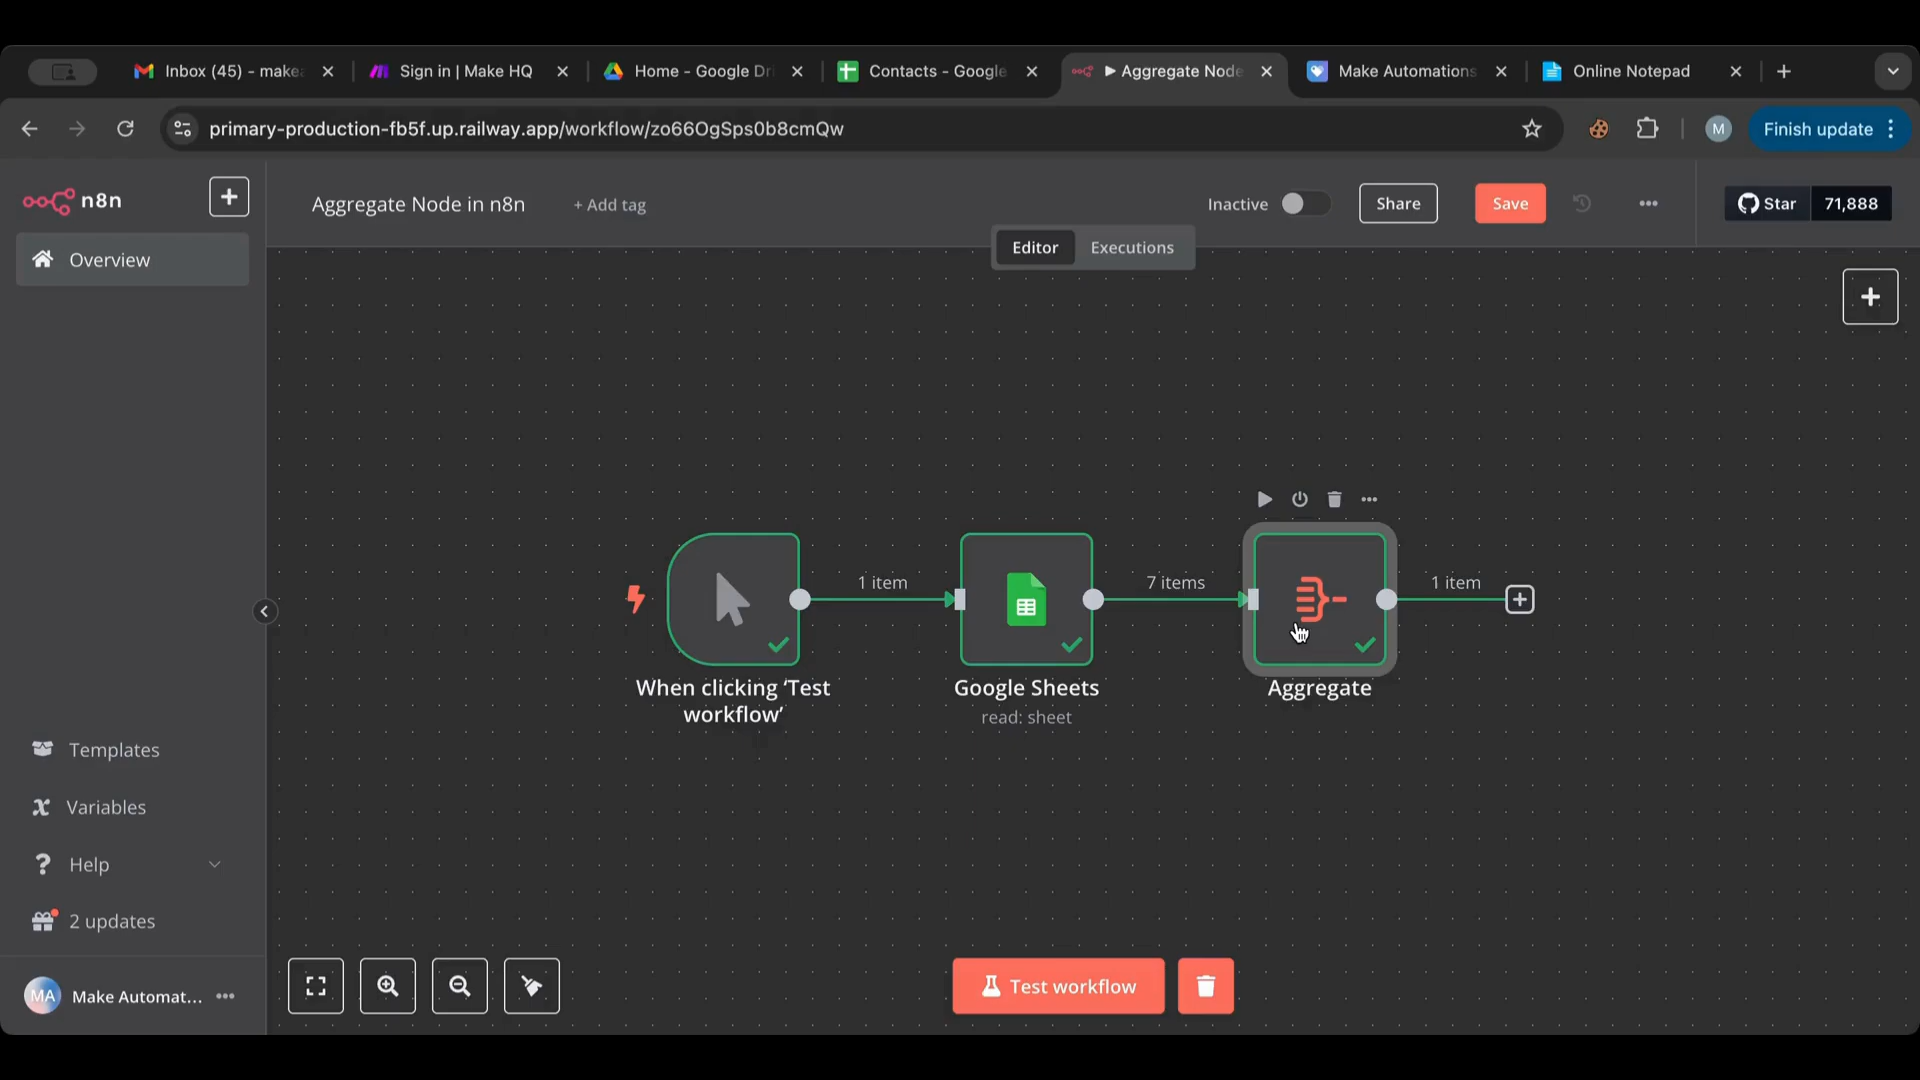 Inbox (45) - make
Sign in | Make HQ
Home - Google Dri
Contacts - Google
▶ Aggregate Node
Make Automations
Online Notepad
primary-production-fb5f.up.railway.app/workflow/zo66OgSps0b8cmQw
M
Finish update
n8n
Aggregate Node in n8n
+ Add tag
Inactive
Share
Save
Star
71,888
Editor
Executions
Overview
1 item
7 items
1 item
When clicking ‘Test
workflow’
Google Sheets
read: sheet
Aggregate
Templates
Variables
Help
2 updates
MA
Make Automat...
Test workflow